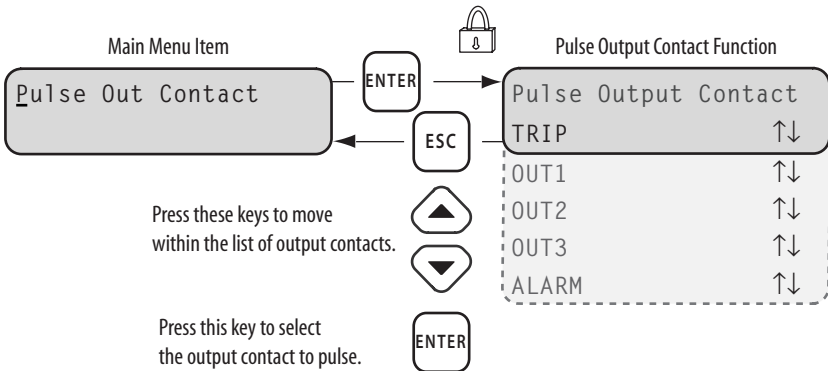 Main Menu Item
Pulse Output Contact Function
Pulse Out Contact
ENTER
Pulse Output Contact
TRIP ↑↓
ESC
OUT1 ↑↓
OUT2 ↑↓
OUT3 ↑↓
ALARM ↑↓
Press these keys to move
within the list of output contacts.
Press this key to select
the output contact to pulse.
ENTER